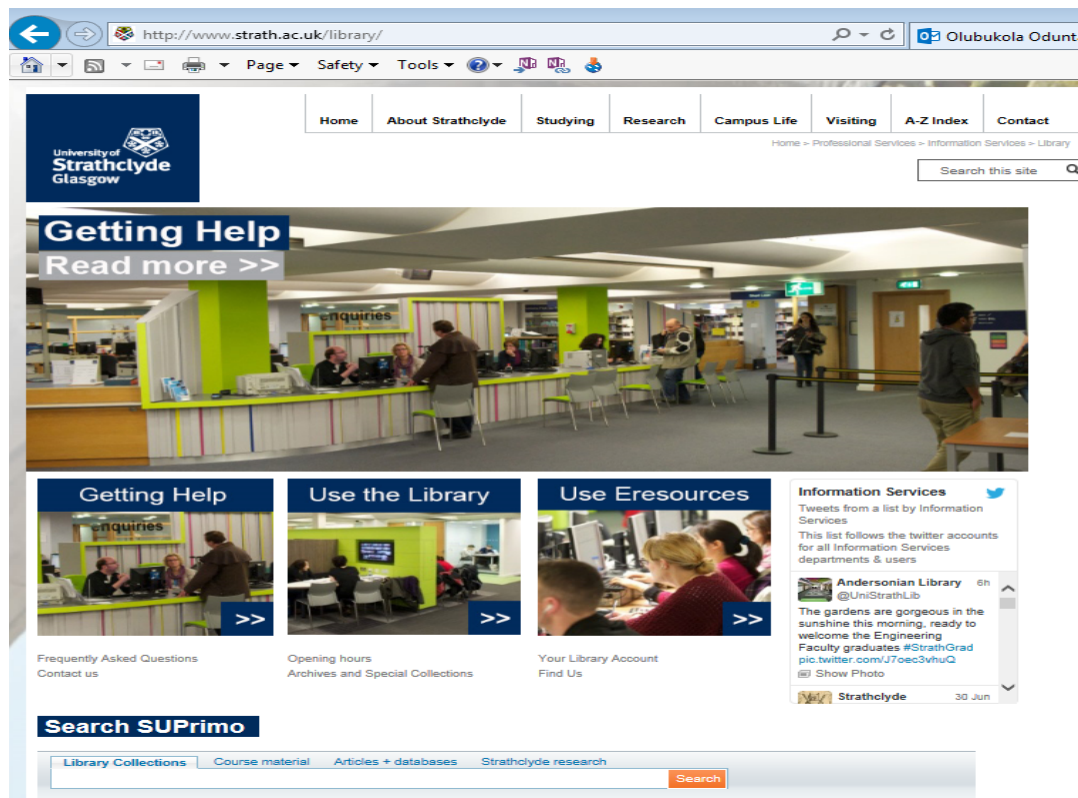 http://www.strath.ac.uk/library/
Olubukola Odunt
Page Safety Tools
Home About Strathclyde Studying Research Campus Life Visiting A-Z Index Contact
Home > Professional Services > Information Services > Library
University of
Strathclyde
Glasgow
Search this site
Getting Help
Read more >>
enquiries
Getting Help
enquiries
>>
Frequently Asked Questions
Contact us
Use the Library
>>
Opening hours
Archives and Special Collections
Use Eresources
>>
Your Library Account
Find Us
Information Services
Tweets from a list by Information
Services
This list follows the twitter accounts
for all Information Services
departments & users
Andersonian Library 6h
@UniStrathLib
The gardens are gorgeous in the
sunshine this morning, ready to
welcome the Engineering
Faculty graduates #StrathGrad
pic.twitter.com/J7oec3vhuQ
Show Photo
Strathclyde 30 Jun
Search SUPrimo
Library Collections Course material Articles + databases Strathclyde research
Search